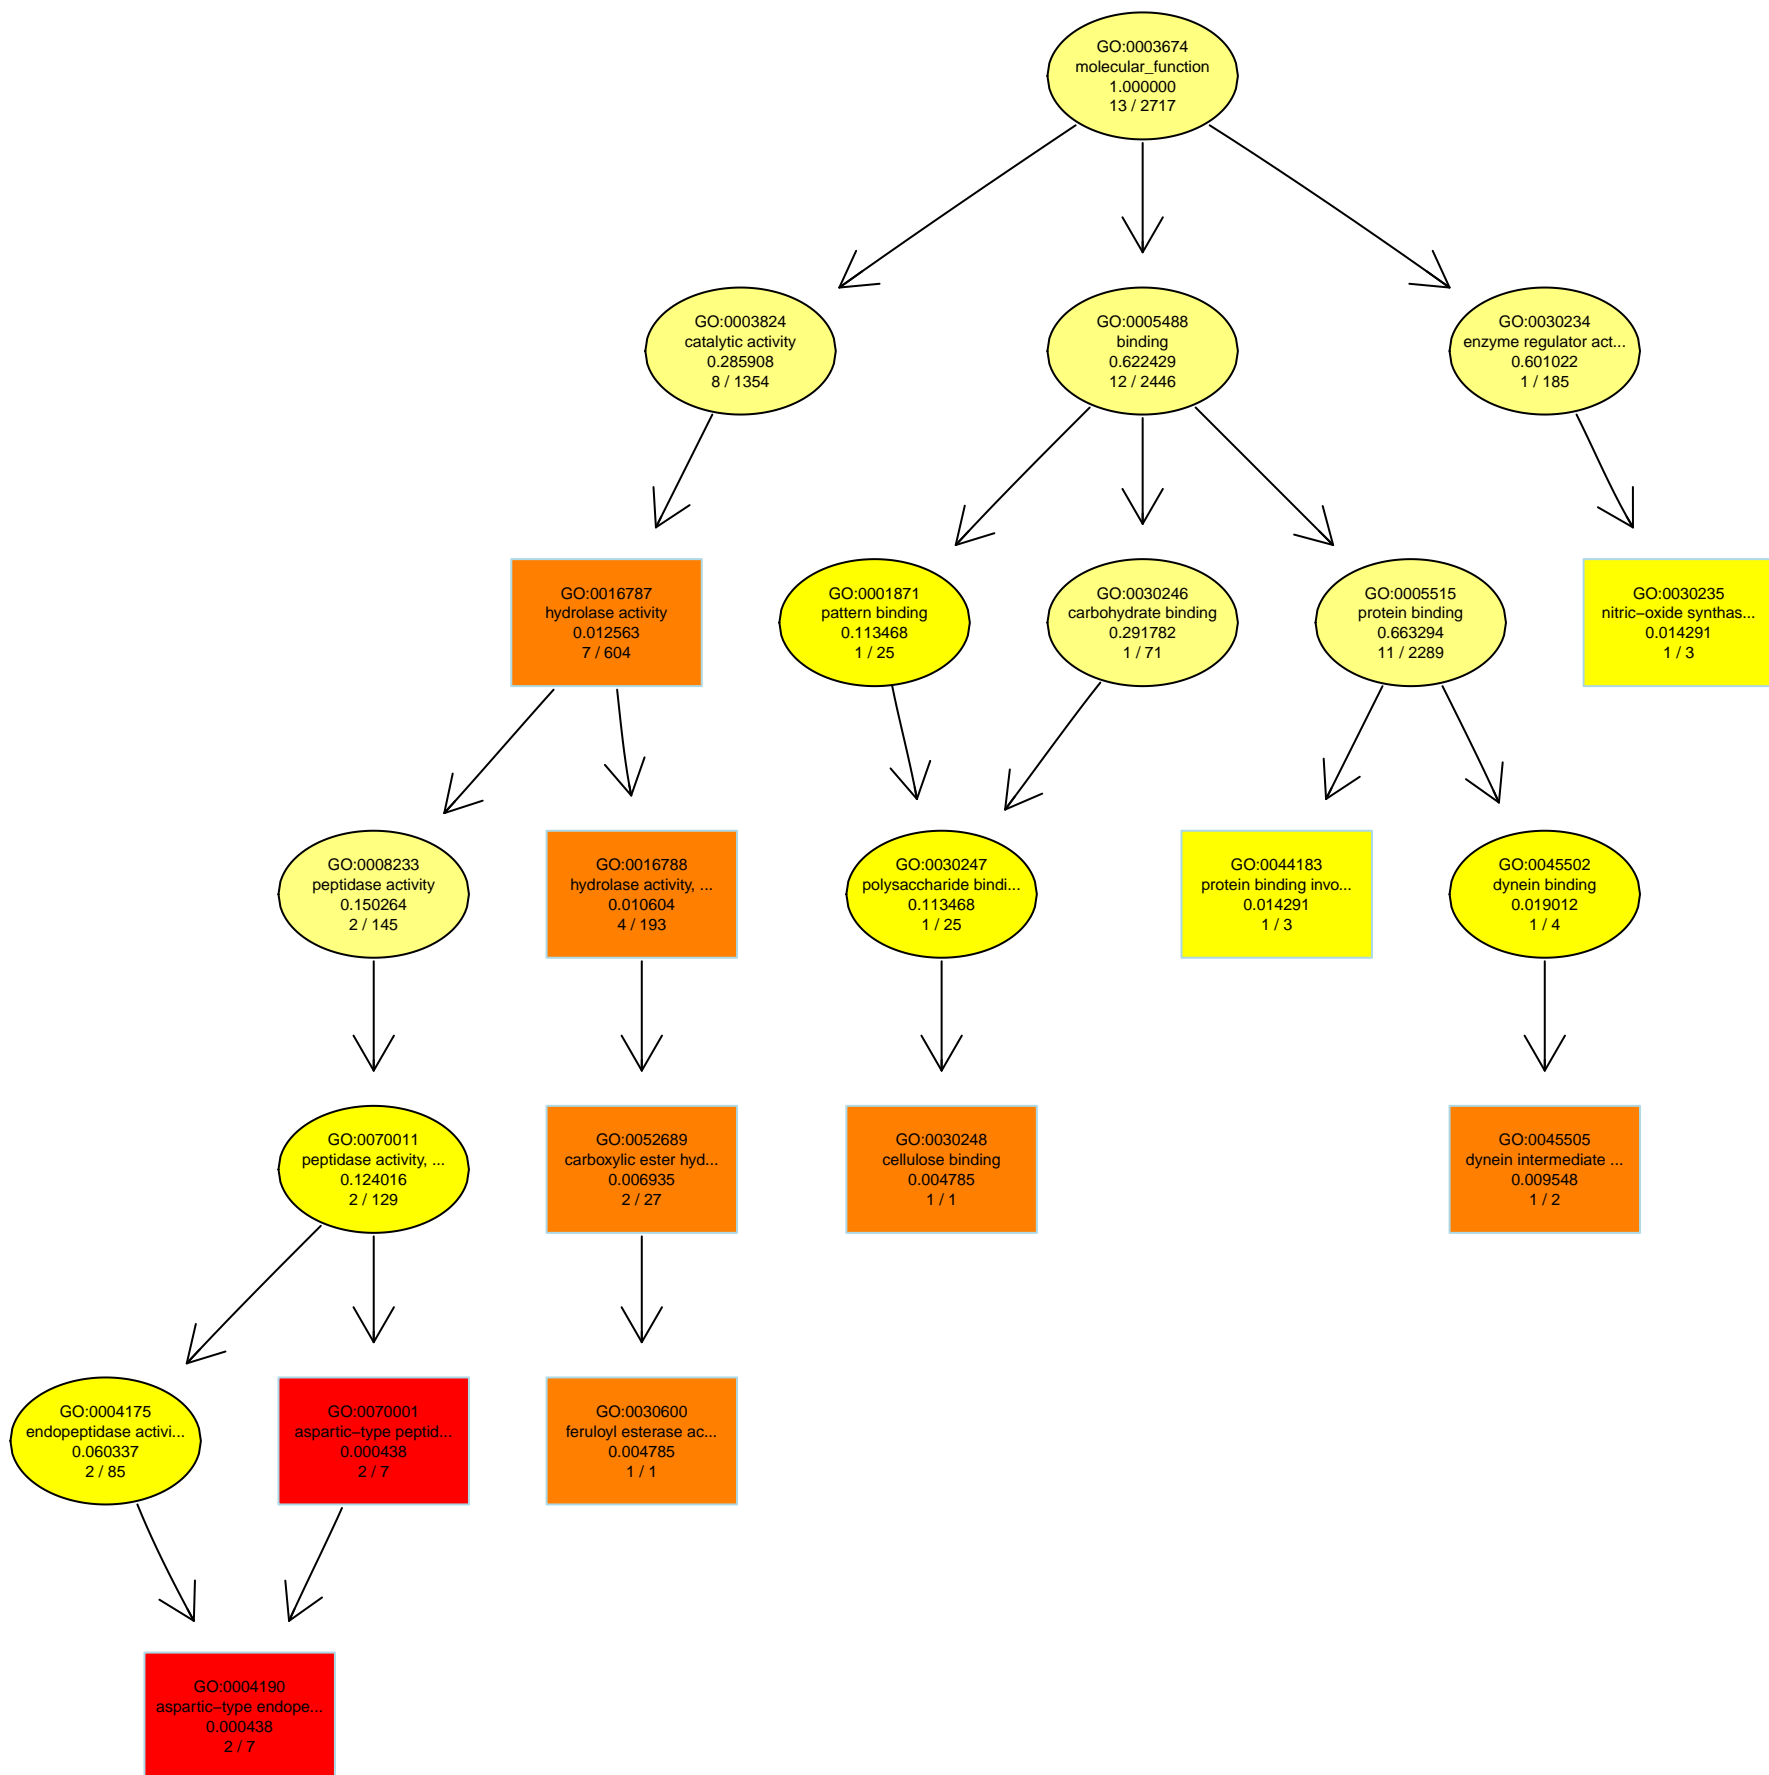 GO:0003674
molecular_function
1.000000
13 / 2717
GO:0003824
catalytic activity
0.285908
8 / 1354
GO:0005488
binding
0.622429
12 / 2446
GO:0030234
enzyme regulator act...
0.601022
1 / 185
GO:0016787
hydrolase activity
0.012563
7 / 604
GO:0001871
pattern binding
0.113468
1 / 25
GO:0030246
carbohydrate binding
0.291782
1 / 71
GO:0005515
protein binding
0.663294
11 / 2289
GO:0030235
nitric−oxide synthas...
0.014291
1 / 3
GO:0008233
peptidase activity
0.150264
2 / 145
GO:0016788
hydrolase activity, ...
0.010604
4 / 193
GO:0030247
polysaccharide bindi...
0.113468
1 / 25
GO:0044183
protein binding invo...
0.014291
1 / 3
GO:0045502
dynein binding
0.019012
1 / 4
GO:0070011
peptidase activity, ...
0.124016
2 / 129
GO:0052689
carboxylic ester hyd...
0.006935
2 / 27
GO:0030248
cellulose binding
0.004785
1 / 1
GO:0045505
dynein intermediate ...
0.009548
1 / 2
GO:0004175
endopeptidase activi...
0.060337
2 / 85
GO:0070001
aspartic−type peptid...
0.000438
2 / 7
GO:0030600
feruloyl esterase ac...
0.004785
1 / 1
GO:0004190
aspartic−type endope...
0.000438
2 / 7